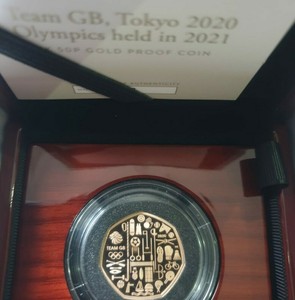 Team GB, Tokyo 2020
Olympics held in 2021
50P GOLD PROOF COIN
TEAM GB